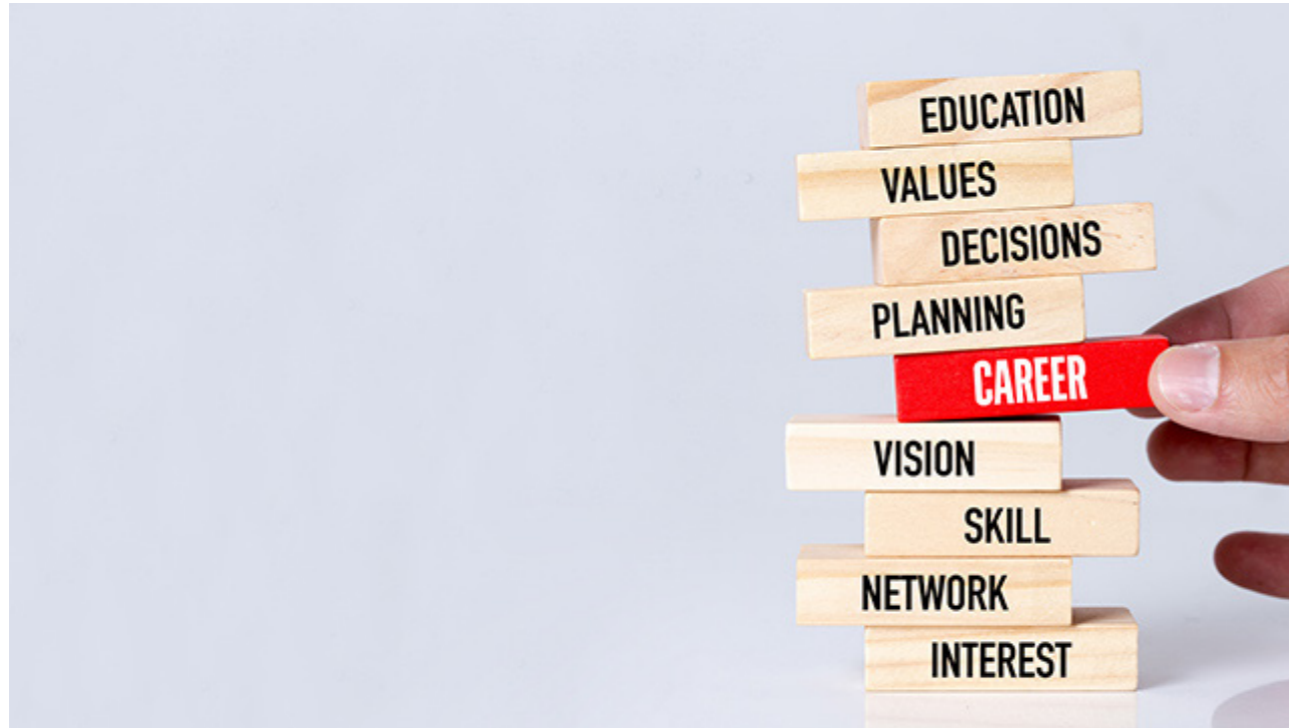 EDUCATION
VALUES
DECISIONS
PLANNING
CAREER
VISION
SKILL
NETWORK
INTEREST